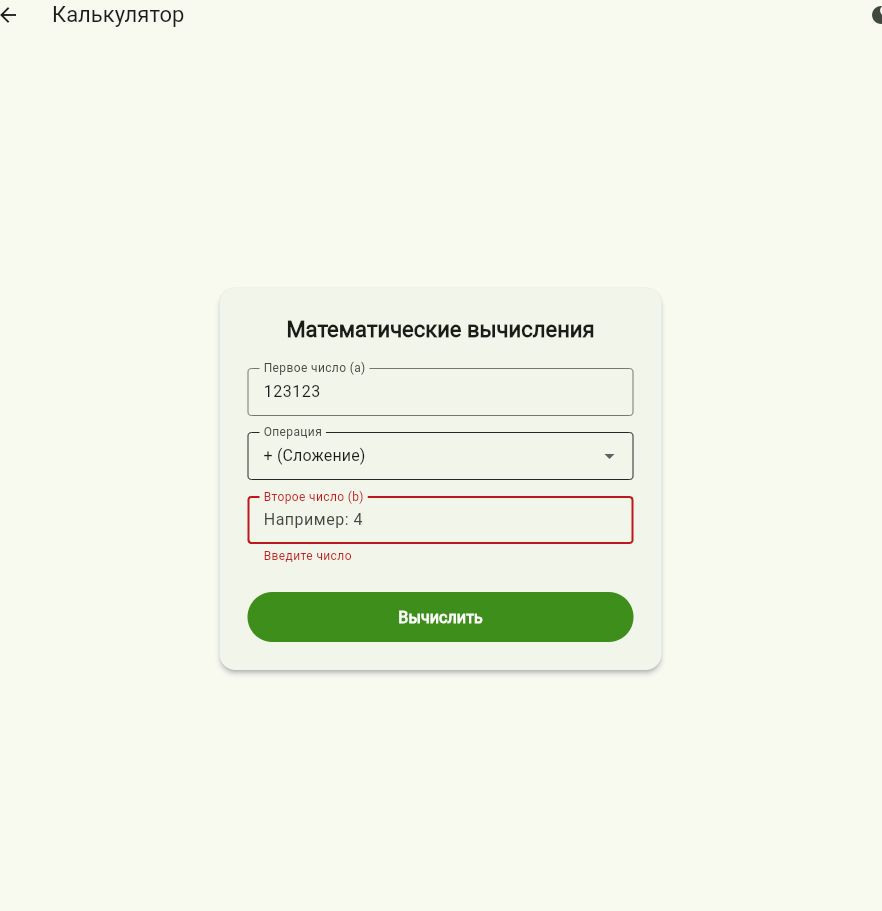 Калькулятор
Математические вычисления
Первое число (a)
123123
Операция
+ (Сложение)
Второе число (b)
Например: 4
Введите число
Вычислить